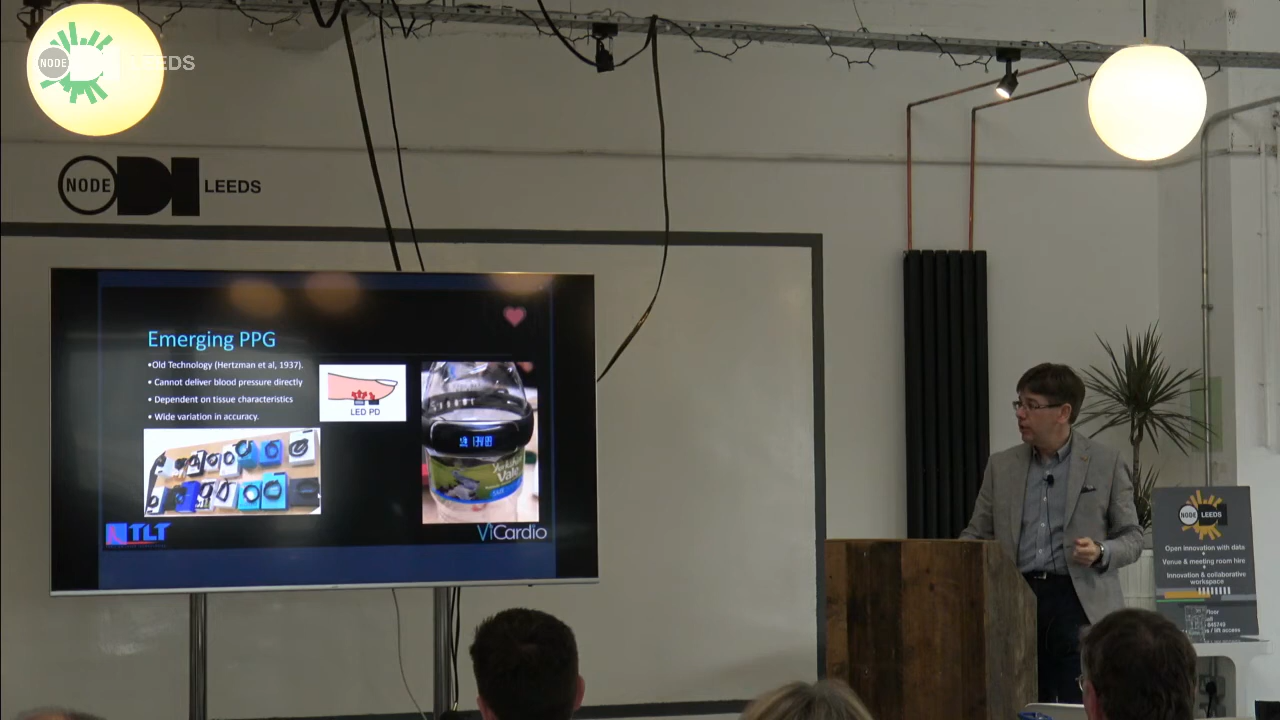 NODE LEEDS
NODE ODI LEEDS
Emerging PPG
•Old Technology (Hertzman et al, 1937).
• Cannot deliver blood pressure directly
• Dependent on tissue characteristics
• Wide variation in accuracy.
LED PD
TLT
ViCardio
NODE LEEDS
Open innovation with data
Venue & meeting room hire
Innovation & collaborative
workspace